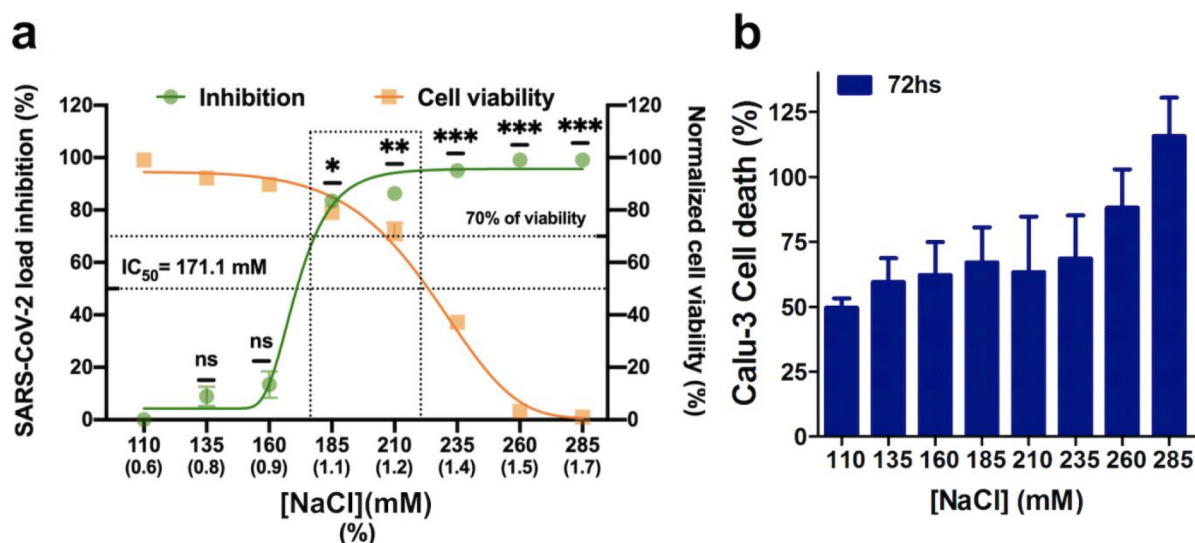 a
Inhibition Cell viability
SARS-CoV-2 load inhibition (%)
120
100
80
60
40
20
0
ns
ns
*
**
***
***
***
70% of viability
IC50= 171.1 mM
120
100
80
60
40
20
0
Normalized cell viability (%)
110 135 160 185 210 235 260 285
(0.6) (0.8) (0.9) (1.1) (1.2) (1.4) (1.5) (1.7)
[NaCl](mM)
(%)
b
72hs
Calu-3 Cell death (%)
125
100
75
50
25
0
110 135 160 185 210 235 260 285
[NaCl] (mM)